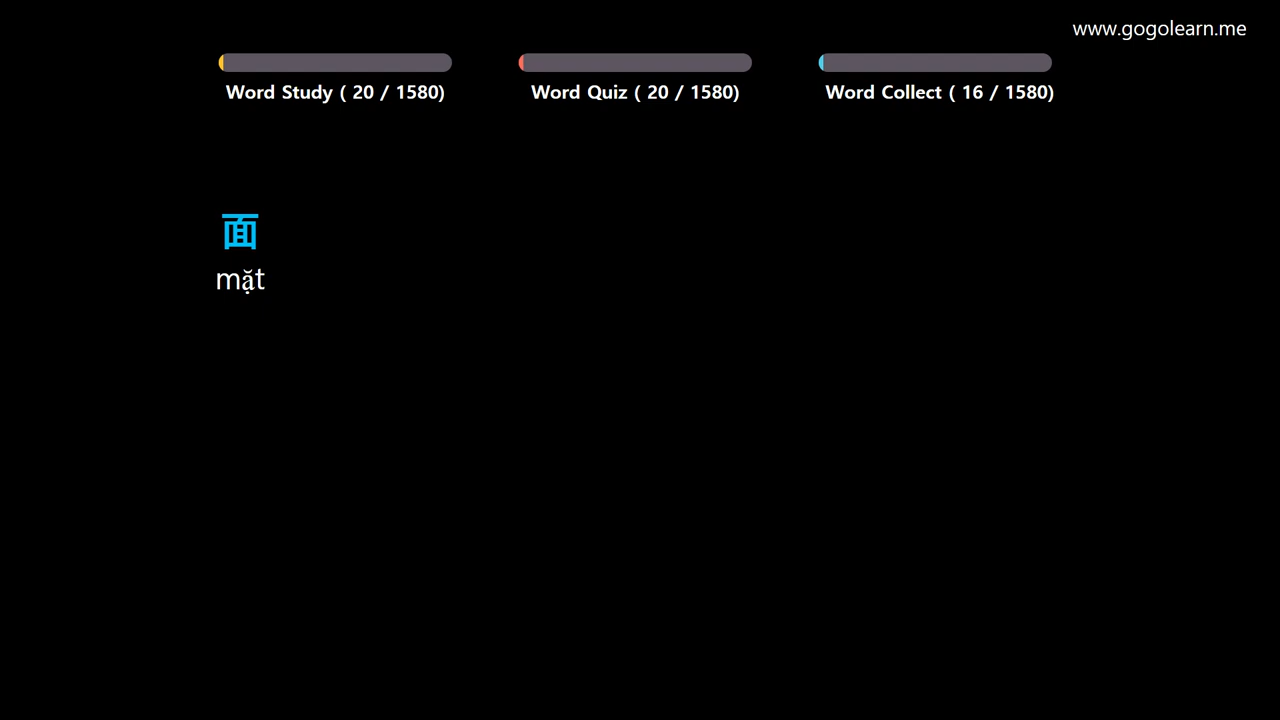 www.gogolearn.me
Word Study ( 20 / 1580)
Word Quiz ( 20 / 1580)
Word Collect ( 16 / 1580)
面
mặt